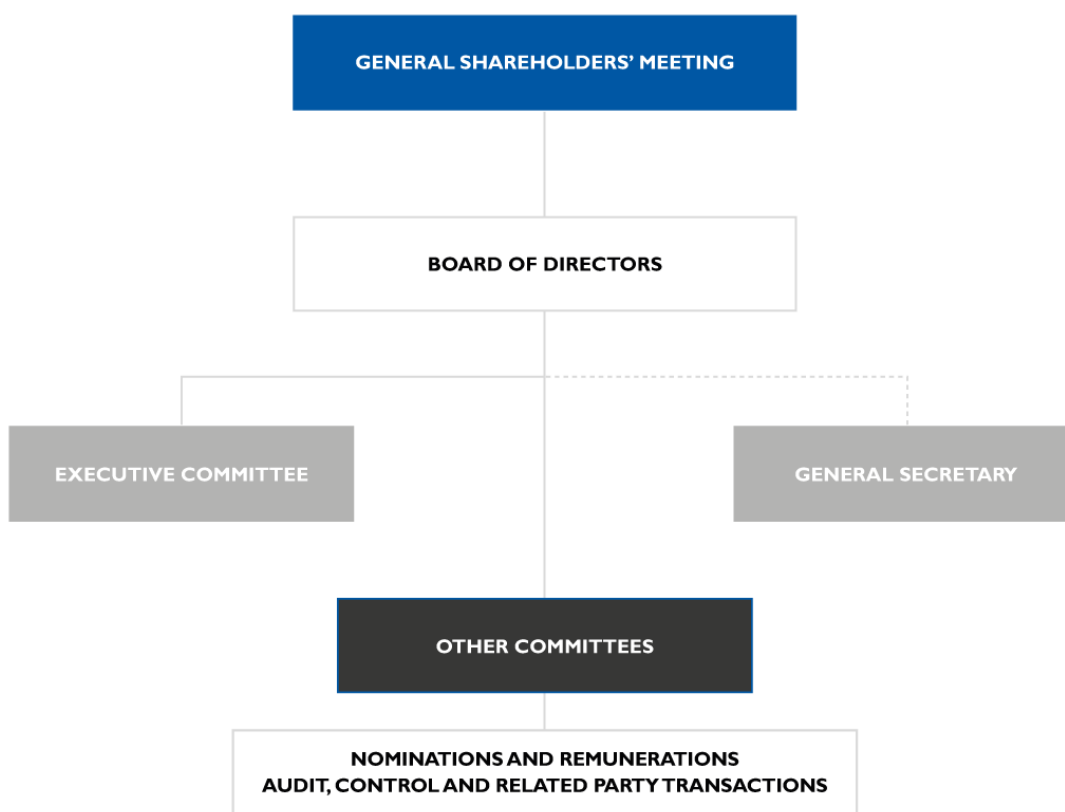 GENERAL SHAREHOLDERS’ MEETING
BOARD OF DIRECTORS
EXECUTIVE COMMITTEE
GENERAL SECRETARY
OTHER COMMITTEES
NOMINATIONS AND REMUNERATIONS
AUDIT, CONTROL AND RELATED PARTY TRANSACTIONS